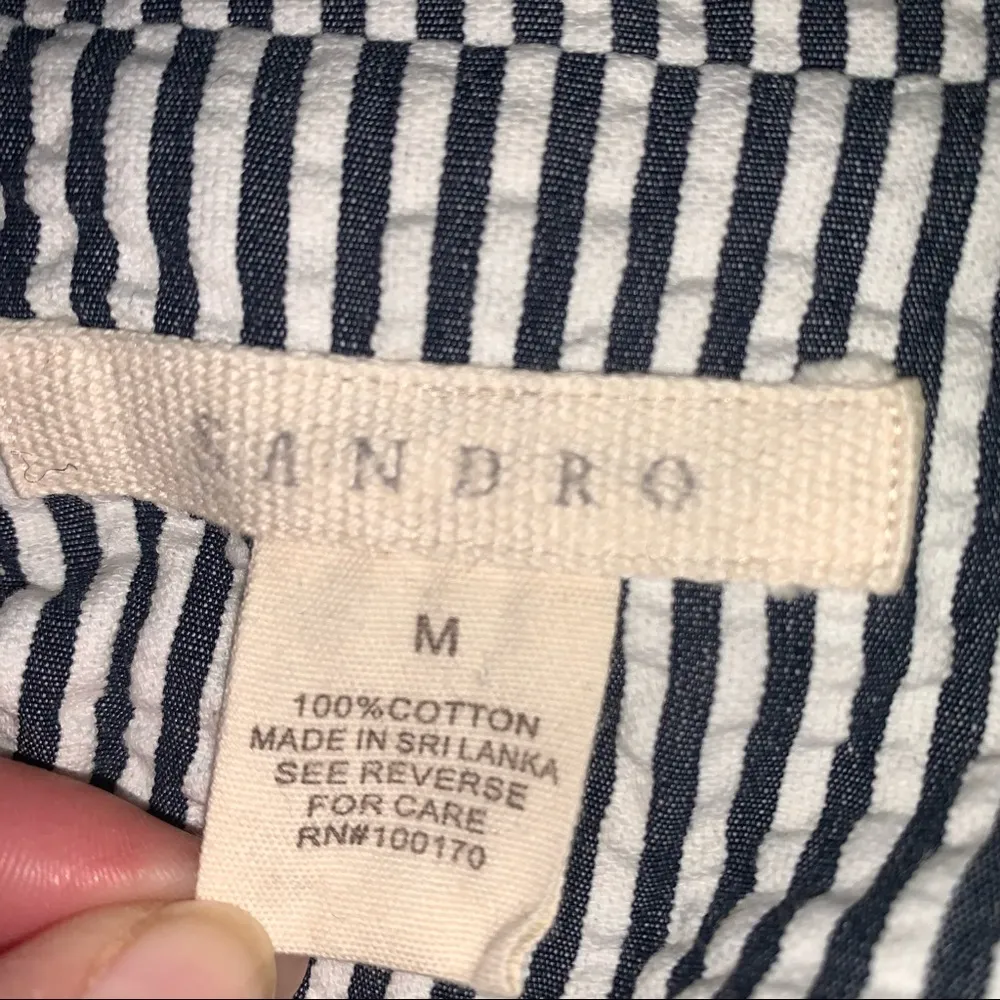 SANDRO
M
100%COTTON
MADE IN SRI LANKA
SEE REVERSE
FOR CARE
RN#100170